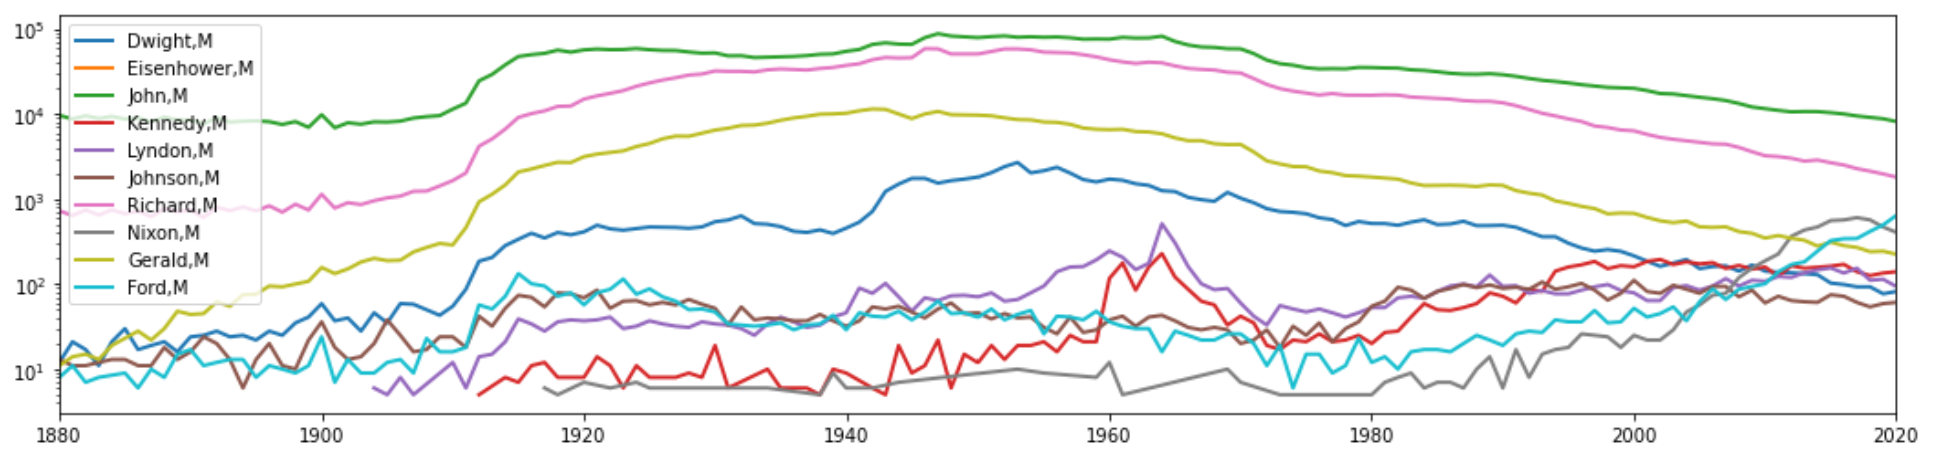 10⁵
10⁴
10³
10²
10¹
Dwight,M
Eisenhower,M
John,M
Kennedy,M
Lyndon,M
Johnson,M
Richard,M
Nixon,M
Gerald,M
Ford,M
1880 1900 1920 1940 1960 1980 2000 2020